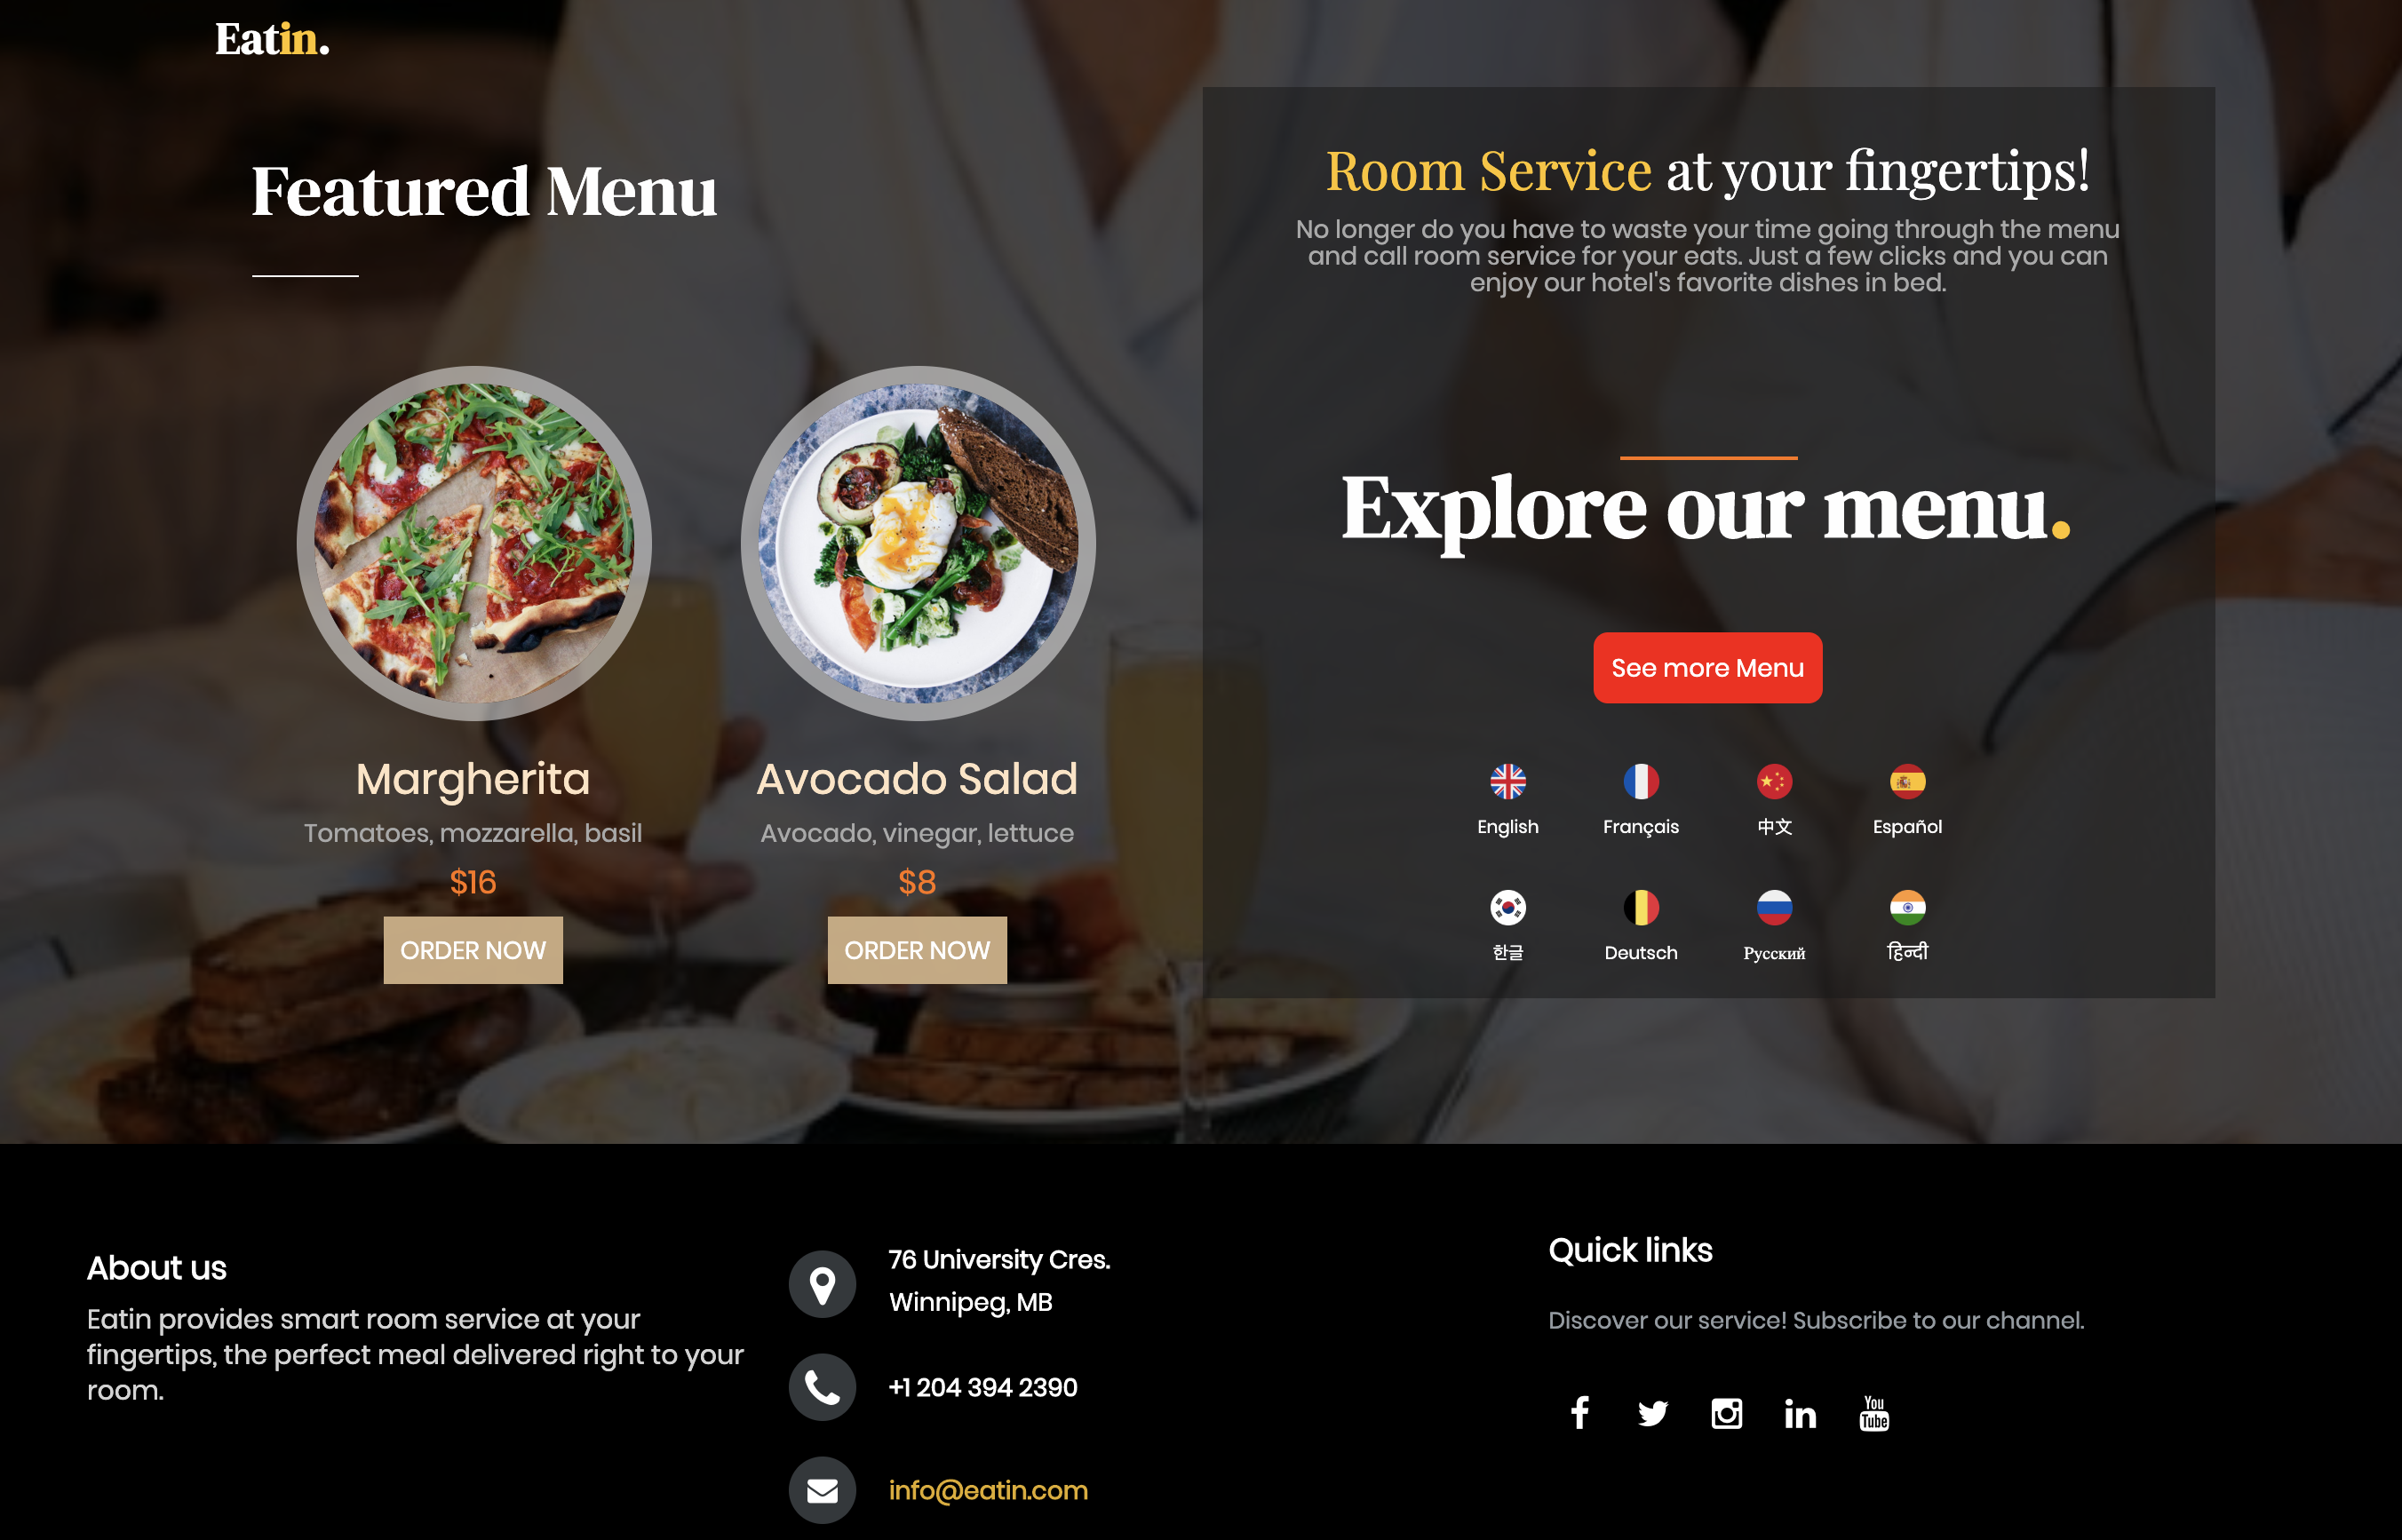 Eatin.
Featured Menu
Margherita
Tomatoes, mozzarella, basil
$16
ORDER NOW
Avocado Salad
Avocado, vinegar, lettuce
$8
ORDER NOW
Room Service at your fingertips!
No longer do you have to waste your time going through the menu
and call room service for your eats. Just a few clicks and you can
enjoy our hotel's favorite dishes in bed.
Explore our menu.
See more Menu
English
Français
中文
Español
한글
Deutsch
Русский
हिन्दी
About us
Eatin provides smart room service at your
fingertips, the perfect meal delivered right to your
room.
76 University Cres.
Winnipeg, MB
+1 204 394 2390
info@eatin.com
Quick links
Discover our service! Subscribe to our channel.
You
Tube